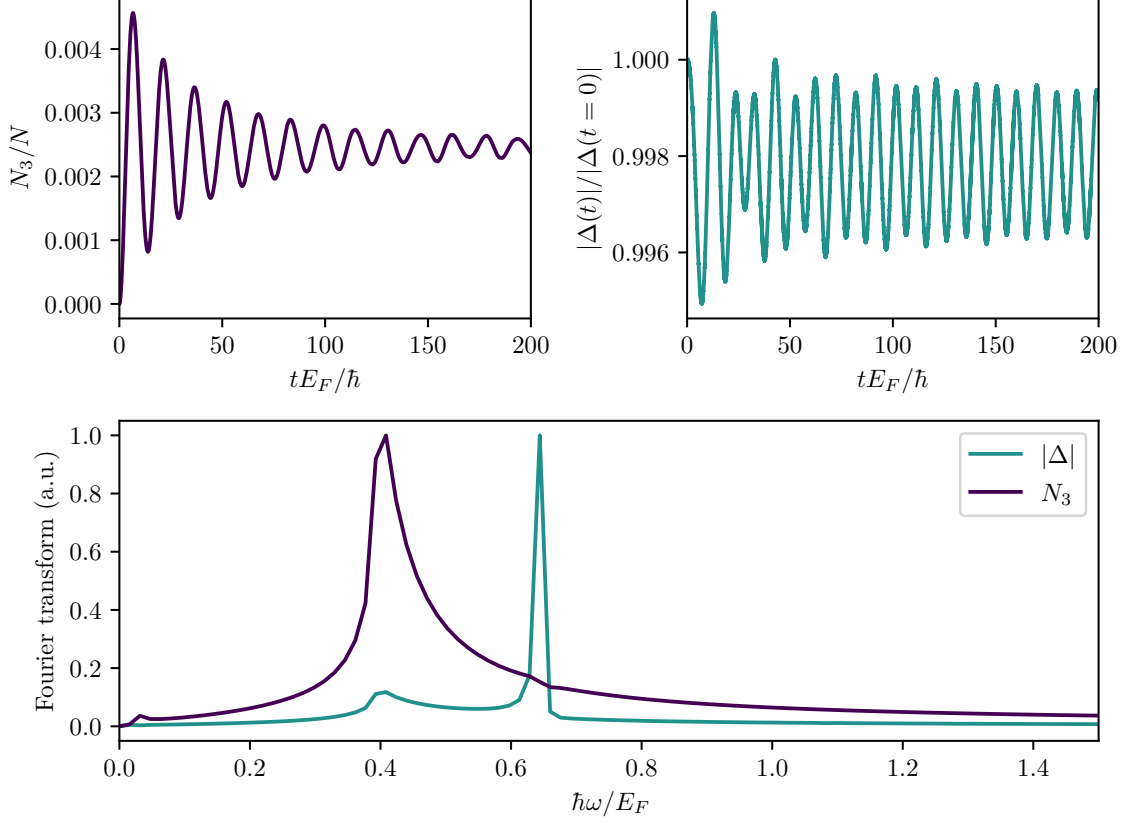 N_3/N
0.004
0.003
0.002
0.001
0.000
0 50 100 150 200
tE_F/ħ
|Δ(t)|/|Δ(t = 0)|
1.000
0.998
0.996
0 50 100 150 200
tE_F/ħ
Fourier transform (a.u.)
1.0
0.8
0.6
0.4
0.2
0.0
|Δ|
N_3
0.0 0.2 0.4 0.6 0.8 1.0 1.2 1.4
ħω/E_F